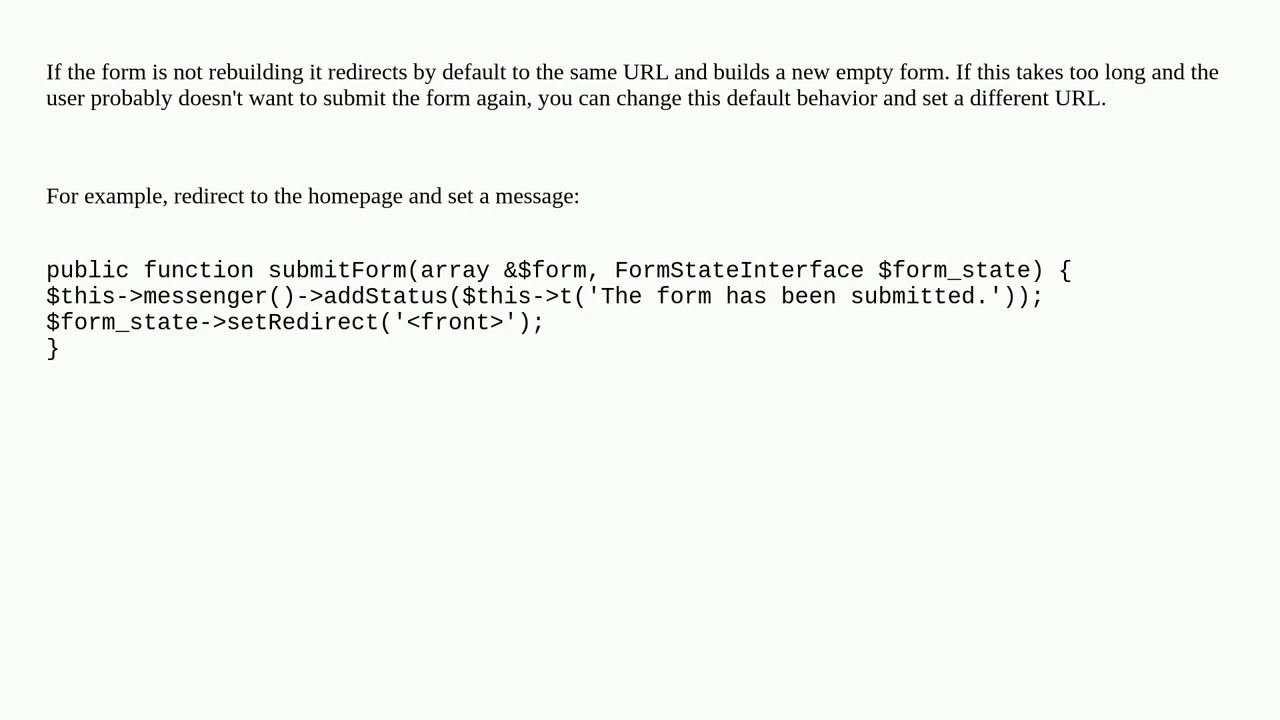 If the form is not rebuilding it redirects by default to the same URL and builds a new empty form. If this takes too long and the
user probably doesn't want to submit the form again, you can change this default behavior and set a different URL.
For example, redirect to the homepage and set a message:
public function submitForm(array &$form, FormStateInterface $form_state) {
$this->messenger()->addStatus($this->t('The form has been submitted.'));
$form_state->setRedirect('<front>');
}